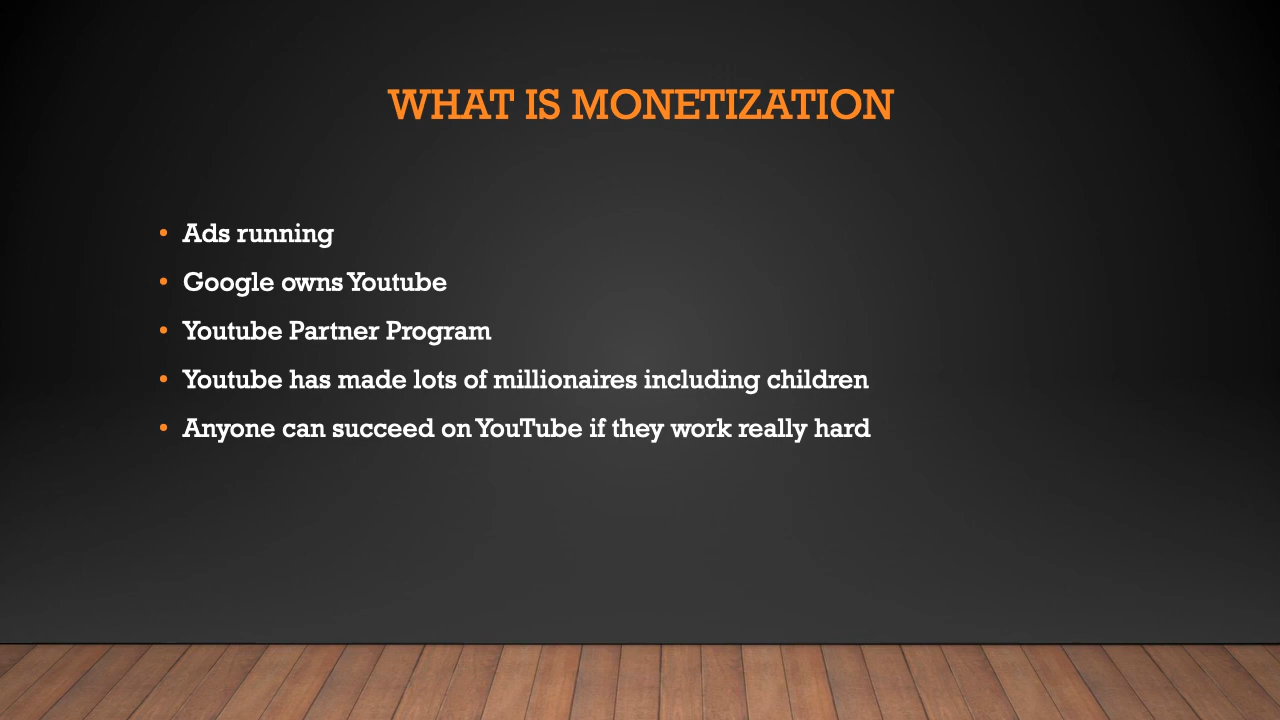 WHAT IS MONETIZATION
• Ads running
• Google owns Youtube
• Youtube Partner Program
• Youtube has made lots of millionaires including children
• Anyone can succeed on YouTube if they work really hard